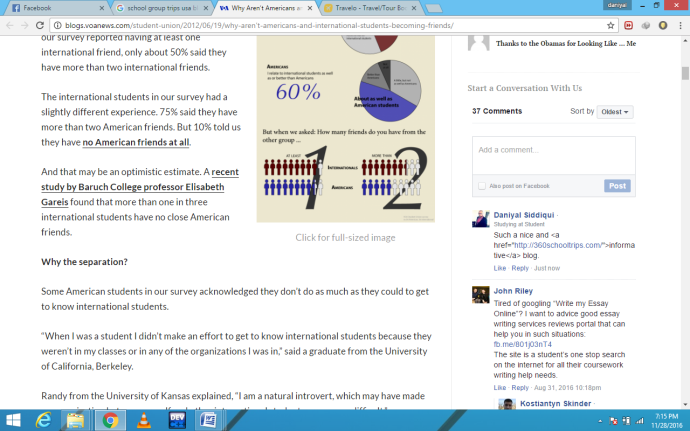 Facebook
school group trips usa b
Why Aren't Americans a
Travelo - Travel/Tour Bo
daniyal
blogs.voanews.com/student-union/2012/06/19/why-aren't-americans-and-international-students-becoming-friends/
our survey reported having at least one
international friend, only about 50% said they
have more than two international friends.
The international students in our survey had a
slightly different experience. 75% said they have
more than two American friends. But 10% told us
they have no American friends at all.
And that may be an optimistic estimate. A recent
study by Baruch College professor Elisabeth
Gareis found that more than one in three
international students have no close American
friends.
Why the separation?
Some American students in our survey acknowledged they don't do as much as they could to get
to know international students.
"When I was a student I didn't make an effort to get to know international students because they
weren't in my classes or in any of the organizations I was in," said a graduate from the University
of California, Berkeley.
Randy from the University of Kansas explained, "I am a natural introvert, which may have made
AMERICANS
I relate to international students as well
as or better than Americans
60%
About as well as
American students
But when we asked: How many friends do you have from the
other group ...
AT LEAST
1
INTERNATIONALS
AMERICANS
MORE THAN
2
Click for full-sized image
Thanks to the Obamas for Looking Like ... Me
Start a Conversation With Us
37 Comments
Sort by
Oldest
Add a comment...
Also post on Facebook
Post
Daniyal Siddiqui ·
Studying at Student
Such a nice and <a
href="http://360schooltrips.com/">informa
tive</a> blog.
Like · Reply · Just now
John Riley
Tired of googling "Write my Essay
Online"? I want to advice good essay
writing services reviews portal that can
help you in such situations:
fb.me/801j03nT4
The site is a student's one stop search
on the internet for all their coursework
writing help needs.
Like · Reply · Aug 31, 2016 10:18pm
Kostiantyn Skinder ·
DEV
7:15 PM
11/28/2016